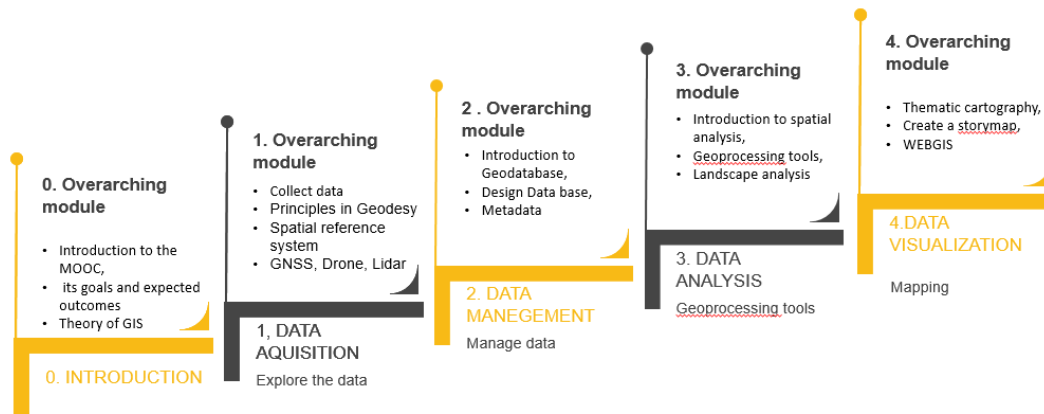 0. Overarching
module
• Introduction to the
MOOC,
• its goals and expected
outcomes
• Theory of GIS
0. INTRODUCTION
1. Overarching
module
• Collect data
• Principles in Geodesy
• Spatial reference
system
• GNSS, Drone, Lidar
1, DATA
AQUISITION
Explore the data
2 . Overarching
module
• Introduction to
Geodatabase,
• Design Data base,
• Metadata
2. DATA
MANEGEMENT
Manage data
3. Overarching
module
• Introduction to spatial
analysis,
• Geoprocessing tools,
• Landscape analysis
3. DATA
ANALYSIS
Geoprocessing tools
4. Overarching
module
• Thematic cartography,
• Create a storymap,
• WEBGIS
4.DATA
VISUALIZATION
Mapping